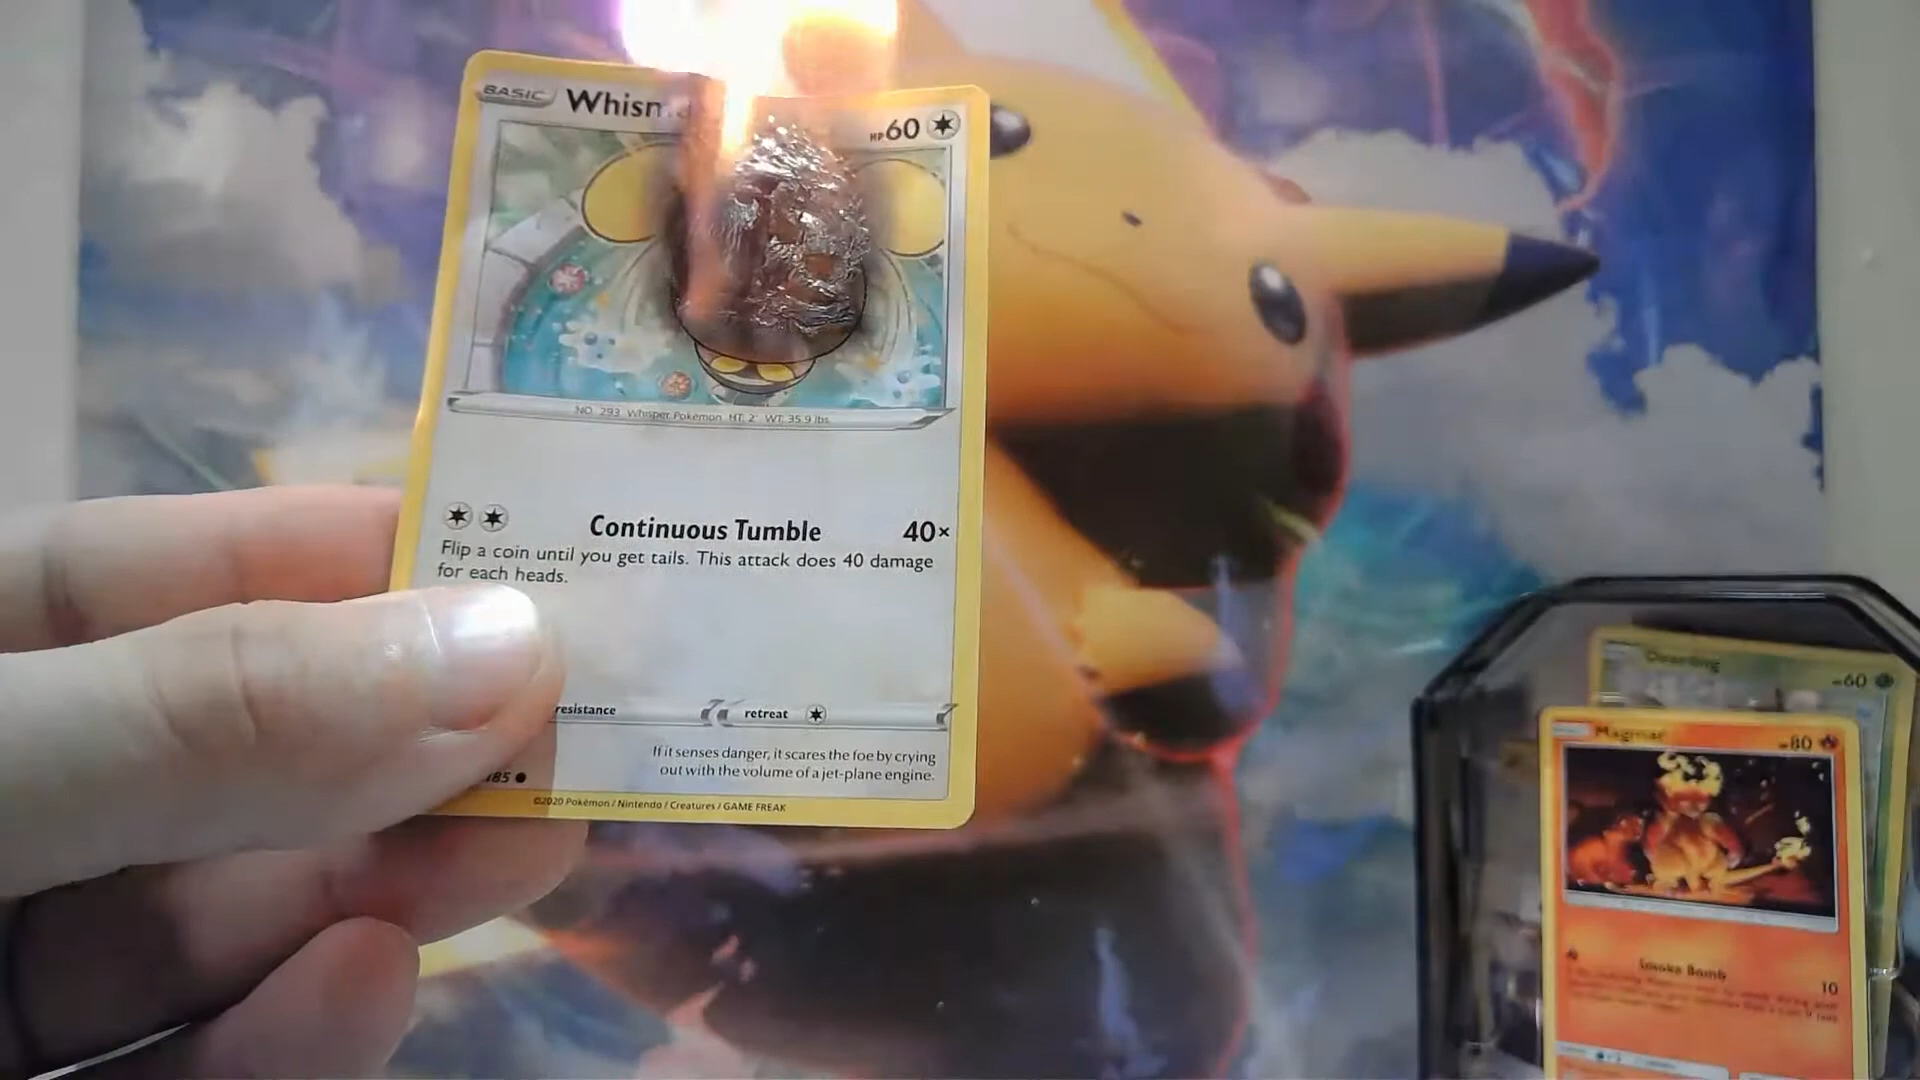 BASIC Whism
HP 60
NO. 293 Whisper Pokémon HT: 2' WT: 35.9 lbs.
Continuous Tumble 40×
Flip a coin until you get tails. This attack does 40 damage
for each heads.
resistance retreat
If it senses danger, it scares the foe by crying
out with the volume of a jet-plane engine.
185
©2020 Pokémon / Nintendo / Creatures / GAME FREAK
60
Magmar 80
Smoke Bomb 10